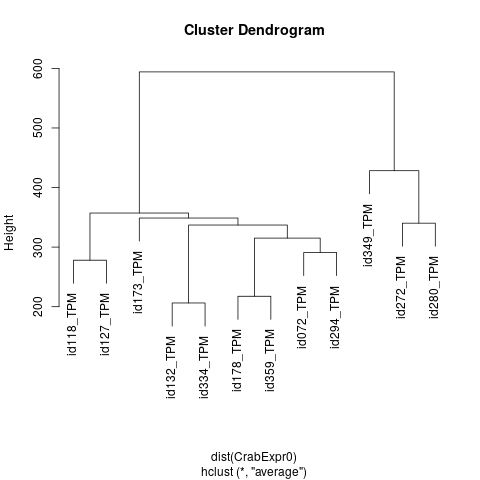 Cluster Dendrogram
Height
600
500
400
300
200
id118_TPM
id127_TPM
id173_TPM
id132_TPM
id334_TPM
id178_TPM
id359_TPM
id072_TPM
id294_TPM
id349_TPM
id272_TPM
id280_TPM
dist(CrabExpr0)
hclust (*, "average")